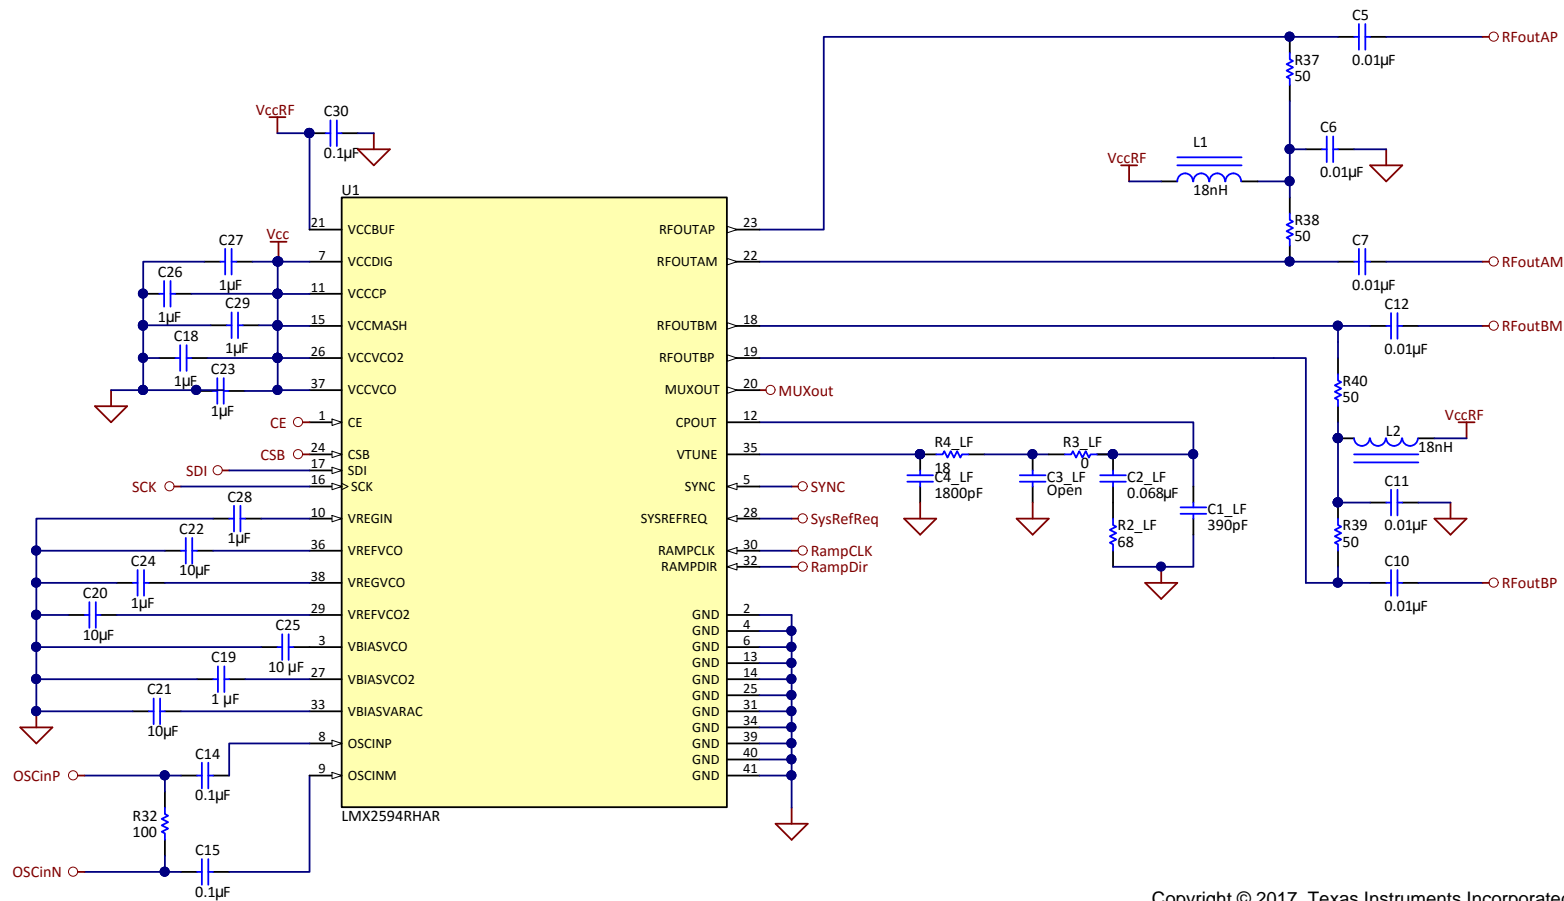 C5
RFoutAP
0.01µF
R37
50
VccRF
C30
0.1µF
C6
0.01µF
L1
VccRF
18nH
U1
R38
50
21 VCCBUF
RFOUTAP 23
C27
Vcc
1µF
7 VCCDIG
RFOUTAM 22
C7
RFoutAM
0.01µF
C26
1µF
11 VCCCP
C29
1µF
15 VCCMASH
RFOUTBM 18
C12
RFoutBM
0.01µF
C18
1µF
26 VCCVCO2
RFOUTBP 19
C23
1µF
37 VCCVCO
MUXOUT 20
MUXout
R40
50
CE
1 CE
CPOUT 12
VccRF
L2
18nH
CSB
24 CSB
VTUNE 35
R4_LF
18
R3_LF
0
SDI
17 SDI
C4_LF
1800pF
C3_LF
Open
C2_LF
0.068µF
SCK
16 SCK
SYNC 5
SYNC
C11
0.01µF
C28
1µF
10 VREGIN
SYSREFREQ 28
SysRefReq
C1_LF
390pF
R2_LF
68
R39
50
C22
10µF
36 VREFVCO
RAMPCLK 30
RampCLK
RAMPDIR 32
RampDir
C24
1µF
38 VREGVCO
C10
RFoutBP
0.01µF
C20
10µF
29 VREFVCO2
GND 2
GND 4
C25
10 µF
3 VBIASVCO
GND 6
GND 13
C19
1 µF
27 VBIASVCO2
GND 14
GND 25
C21
10µF
33 VBIASVARAC
GND 31
GND 34
8 OSCINP
GND 39
GND 40
C14
OSCinP
0.1µF
9 OSCINM
GND 41
R32
100
LMX2594RHAR
C15
OSCinN
0.1µF
Copyright © 2017, Texas Instruments Incorporated